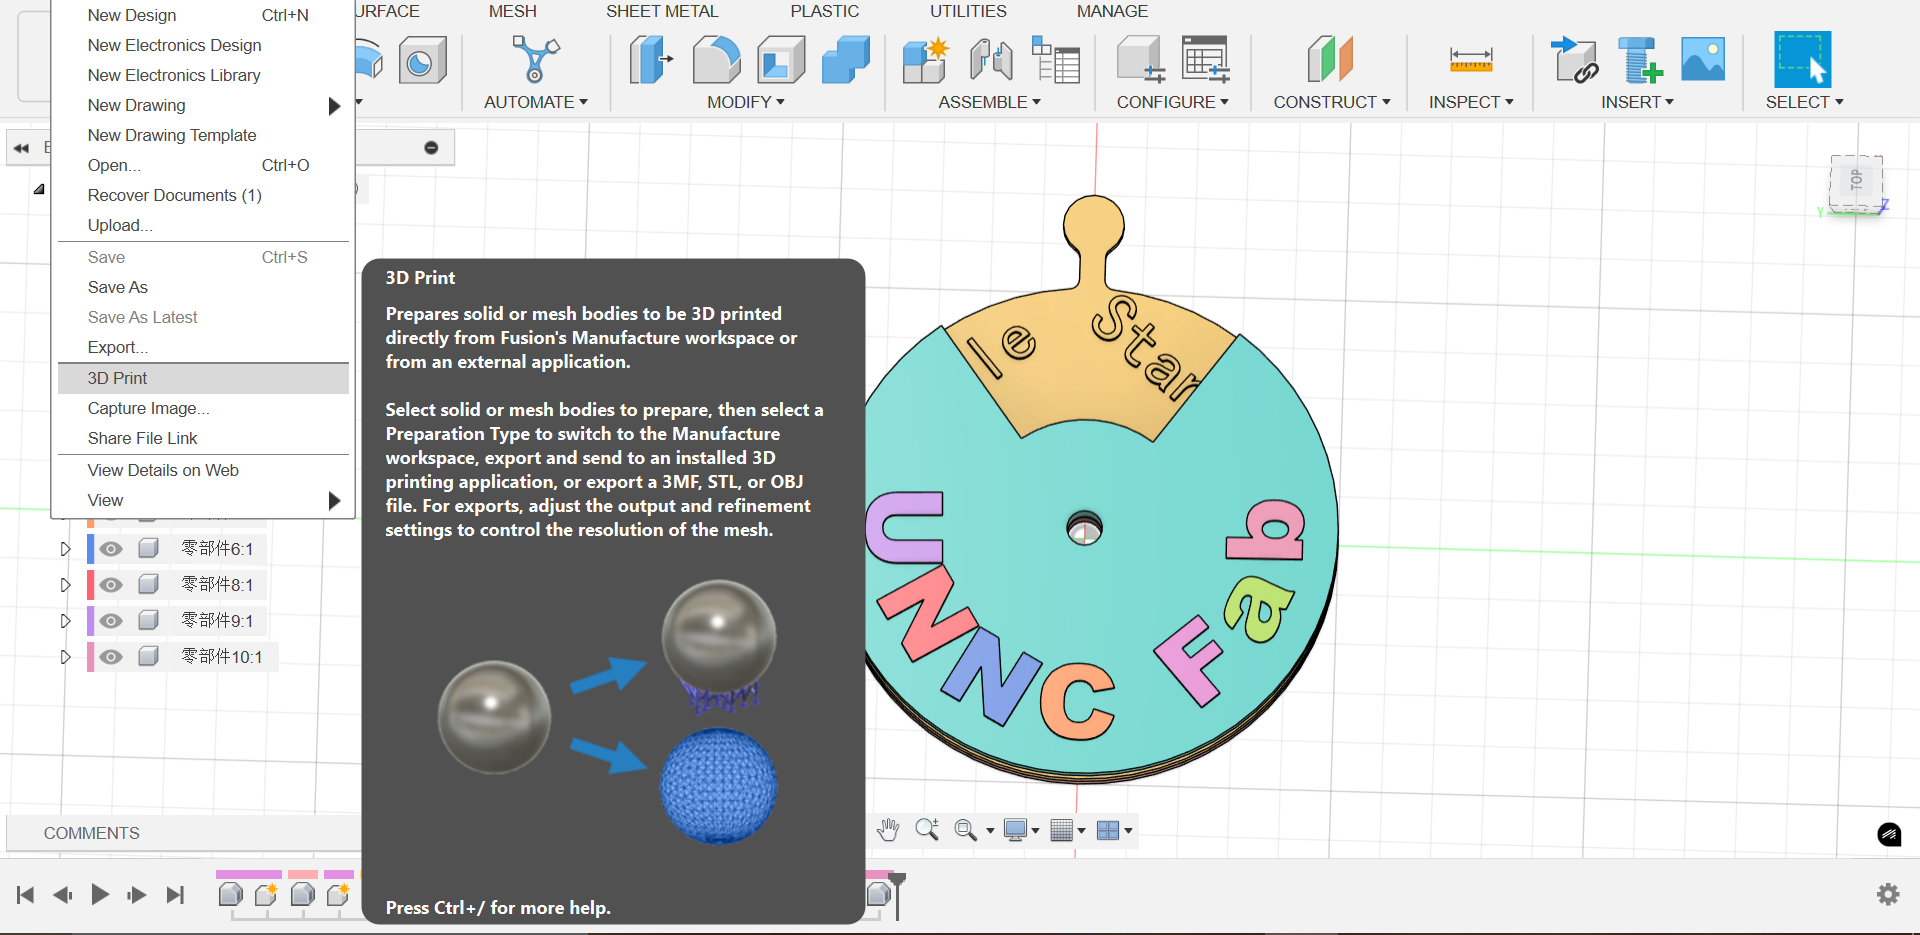 New Design Ctrl+N
New Electronics Design
New Electronics Library
New Drawing
New Drawing Template
Open... Ctrl+O
Recover Documents (1)
Upload...
Save Ctrl+S
Save As
Save As Latest
Export...
3D Print
Capture Image...
Share File Link
View Details on Web
View
MESH SHEET METAL PLASTIC UTILITIES MANAGE
AUTOMATE MODIFY ASSEMBLE CONFIGURE CONSTRUCT INSPECT INSERT SELECT
3D Print
Prepares solid or mesh bodies to be 3D printed
directly from Fusion's Manufacture workspace or
from an external application.
Select solid or mesh bodies to prepare, then select a
Preparation Type to switch to the Manufacture
workspace, export and send to an installed 3D
printing application, or export a 3MF, STL, or OBJ
file. For exports, adjust the output and refinement
settings to control the resolution of the mesh.
Press Ctrl+/ for more help.
零部件6:1
零部件8:1
零部件9:1
零部件10:1
COMMENTS
le Star
UNNC Fab
TOP
Y
Z